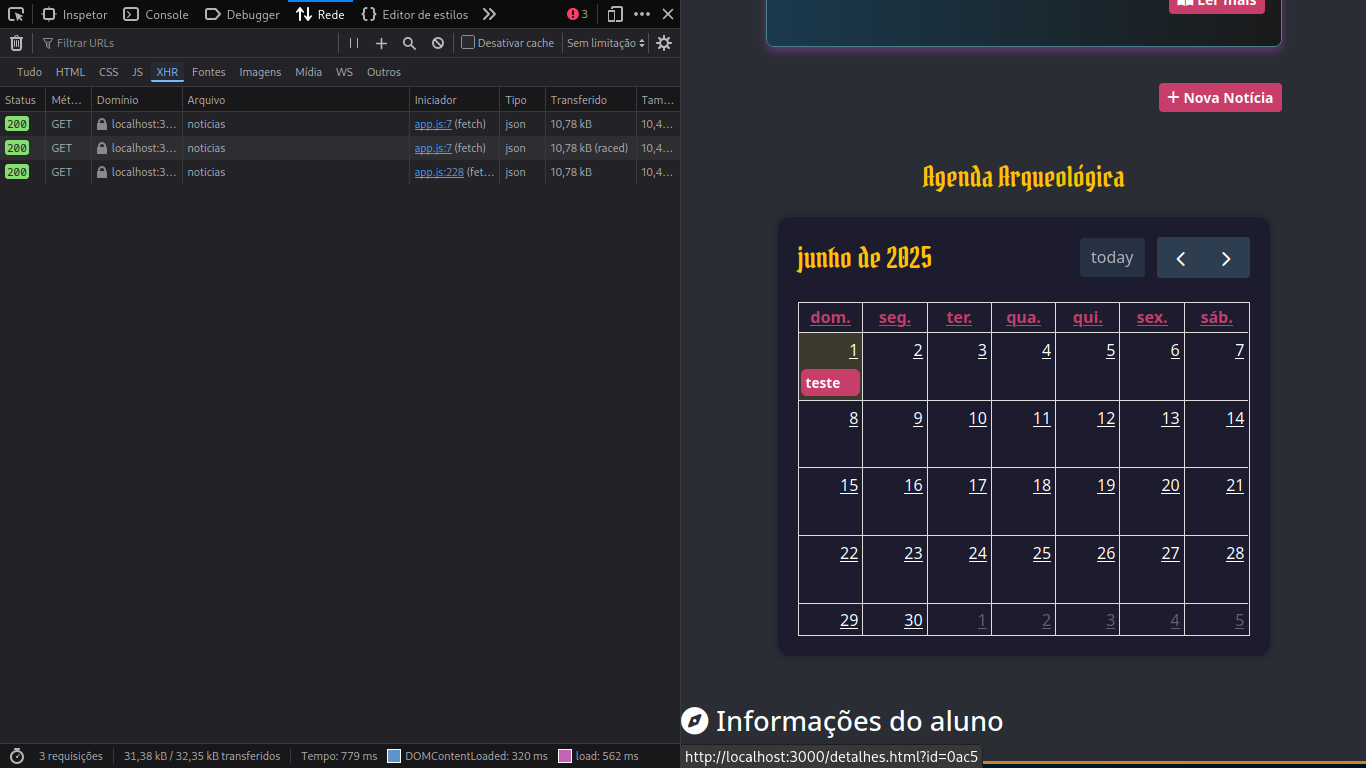 Inspetor Console Debugger Rede Editor de estilos 3
Filtrar URLs Desativar cache Sem limitação
Tudo HTML CSS JS XHR Fontes Imagens Mídia WS Outros
Status Mét… Domínio Arquivo Iniciador Tipo Transferido Tam…
200 GET localhost:3… noticias app.js:7 (fetch) json 10,78 kB 10,4…
200 GET localhost:3… noticias app.js:7 (fetch) json 10,78 kB (raced) 10,4…
200 GET localhost:3… noticias app.js:228 (fet… json 10,78 kB 10,4…
3 requisições 31,38 kB / 32,35 kB transferidos Tempo: 779 ms DOMContentLoaded: 320 ms load: 562 ms
Ler mais
+ Nova Notícia
Agenda Arqueológica
junho de 2025 today
dom. seg. ter. qua. qui. sex. sáb.
1 2 3 4 5 6 7
teste
8 9 10 11 12 13 14
15 16 17 18 19 20 21
22 23 24 25 26 27 28
29 30 1 2 3 4 5
Informações do aluno
http://localhost:3000/detalhes.html?id=0ac5